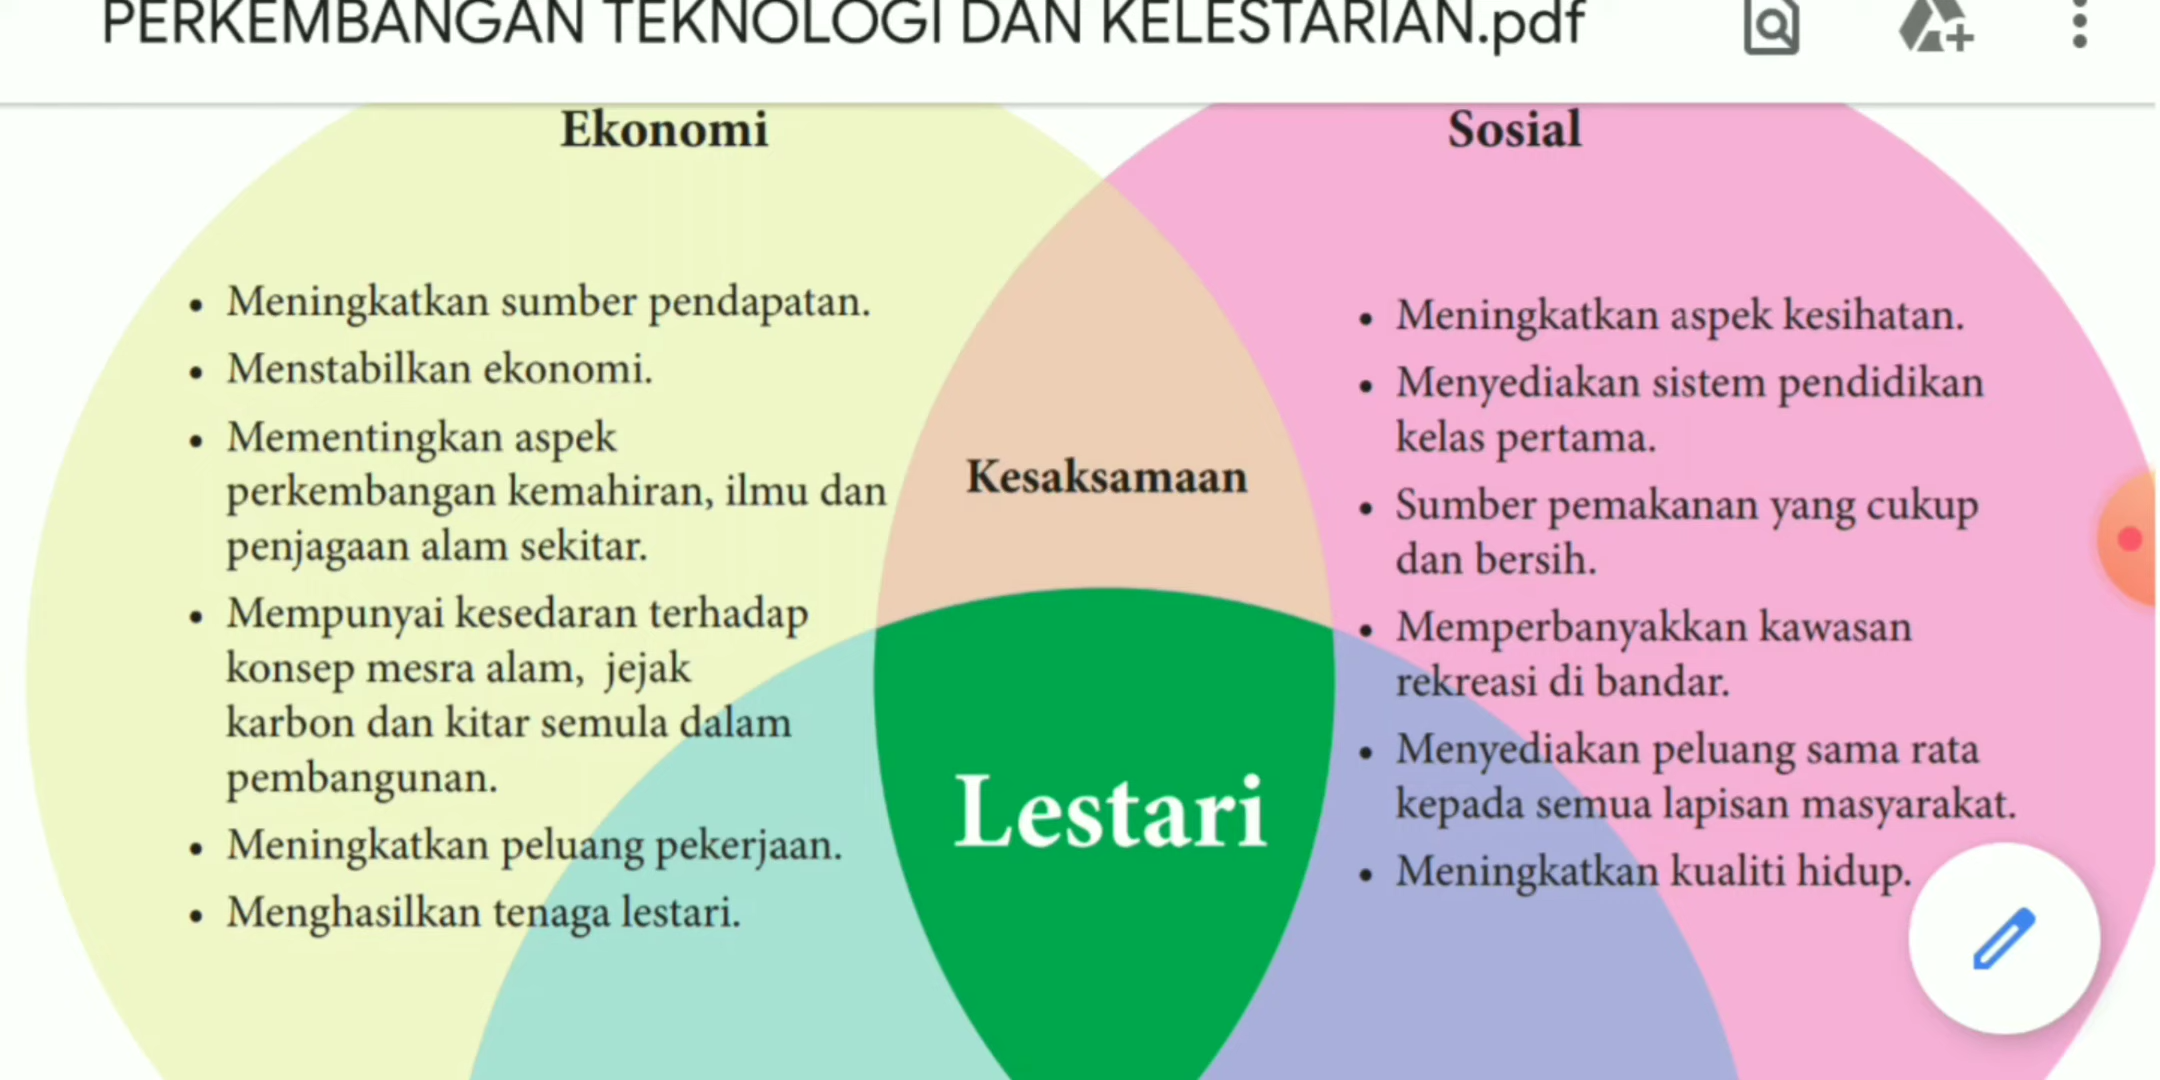 PERKEMBANGAN TEKNOLOGI DAN KELESTARIAN.pdf
Ekonomi
• Meningkatkan sumber pendapatan.
• Menstabilkan ekonomi.
• Mementingkan aspek
perkembangan kemahiran, ilmu dan
penjagaan alam sekitar.
• Mempunyai kesedaran terhadap
konsep mesra alam, jejak
karbon dan kitar semula dalam
pembangunan.
• Meningkatkan peluang pekerjaan.
• Menghasilkan tenaga lestari.
Kesaksamaan
Lestari
Sosial
• Meningkatkan aspek kesihatan.
• Menyediakan sistem pendidikan
kelas pertama.
• Sumber pemakanan yang cukup
dan bersih.
• Memperbanyakkan kawasan
rekreasi di bandar.
• Menyediakan peluang sama rata
kepada semua lapisan masyarakat.
• Meningkatkan kualiti hidup.